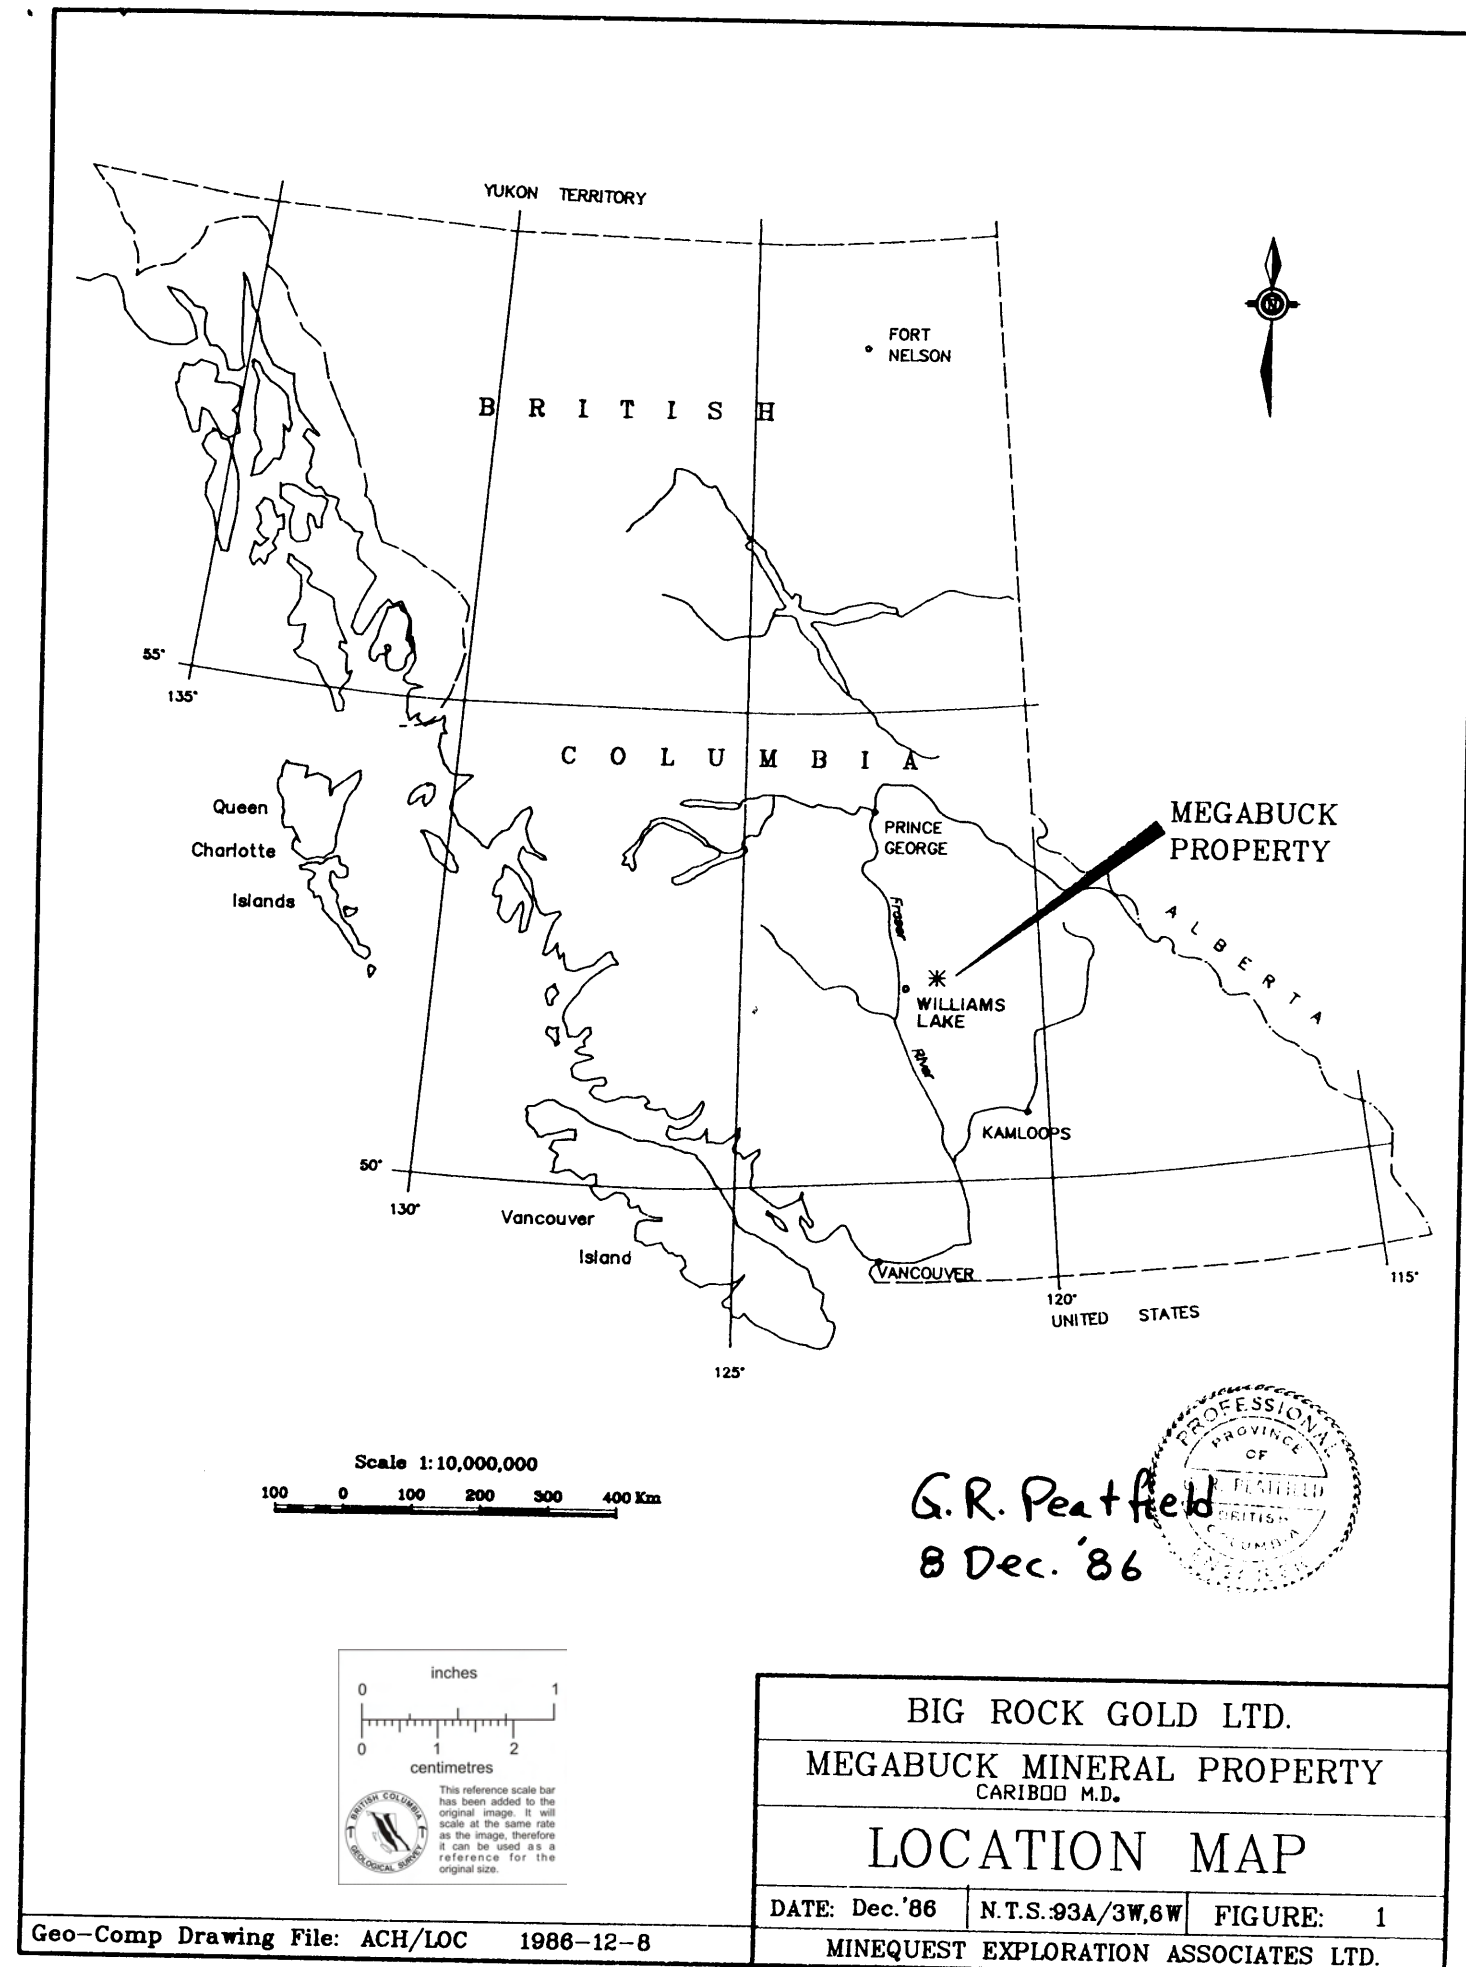 YUKON TERRITORY
FORT
NELSON
B R I T I S H
55°
135°
C O L U M B I A
Queen
Charlotte
Islands
PRINCE
GEORGE
MEGABUCK
PROPERTY
Fraser
A L B E R T A
WILLIAMS
LAKE
River
KAMLOOPS
50°
130°
Vancouver
Island
VANCOUVER
115°
120°
UNITED STATES
125°
Scale 1:10,000,000
100 0 100 200 300 400 Km
G.R. Peatfield
8 Dec. '86
PROFESSIONAL
PROVINCE
OF
G. R. PEATFIELD
BRITISH
COLUMBIA
ENGINEER
inches
0 1
0 1 2
centimetres
This reference scale bar
has been added to the
original image. It will
scale at the same rate
as the image, therefore
it can be used as a
reference for the
original size.
BRITISH COLUMBIA
GEOLOGICAL SURVEY
BIG ROCK GOLD LTD.
MEGABUCK MINERAL PROPERTY
CARIBOO M.D.
LOCATION MAP
DATE: Dec.'86 N.T.S.:93A/3W,6W FIGURE: 1
Geo-Comp Drawing File: ACH/LOC 1986-12-8
MINEQUEST EXPLORATION ASSOCIATES LTD.